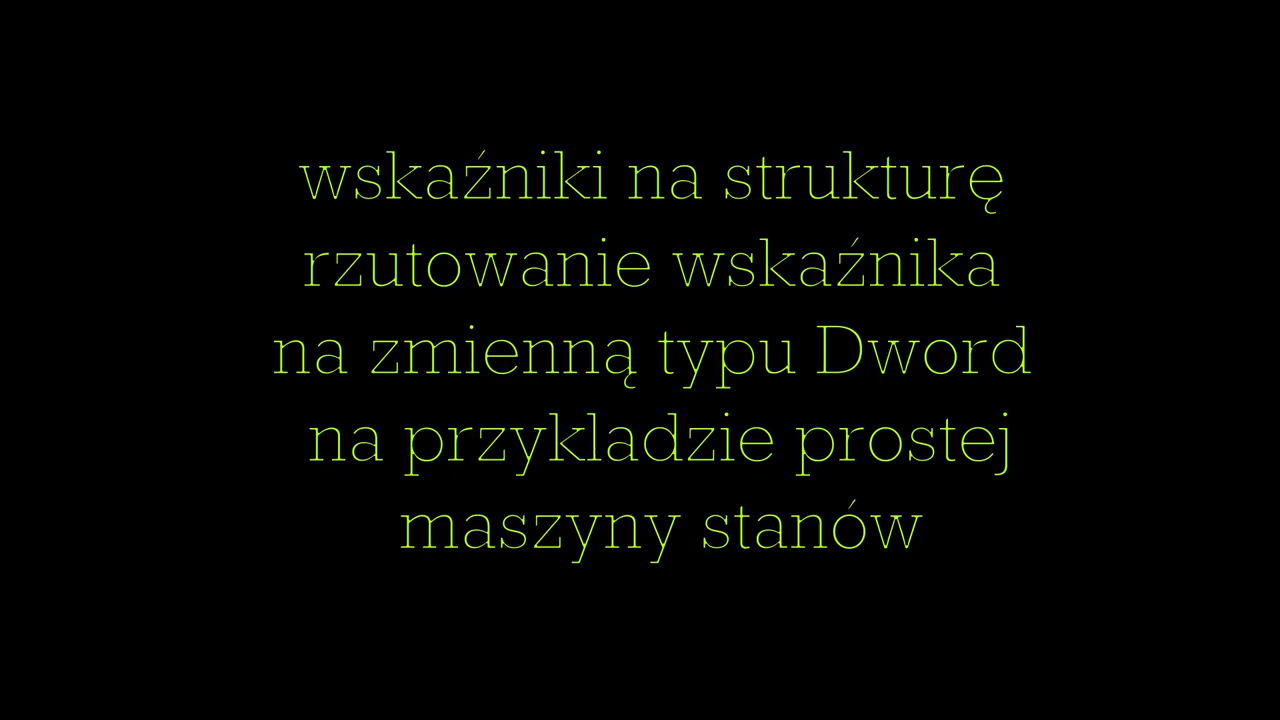 wskaźniki na strukturę
rzutowanie wskaźnika
na zmienną typu Dword
na przykladzie prostej
maszyny stanów